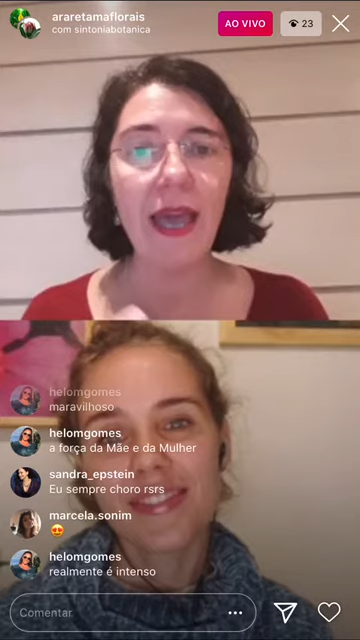 araretamaflorais
com sintoniabotanica
AO VIVO
23
helomgomes
maravilhoso
helomgomes
a força da Mãe e da Mulher
sandra_epstein
Eu sempre choro rsrs
marcela.sonim
😍
helomgomes
realmente é intenso
Comentar